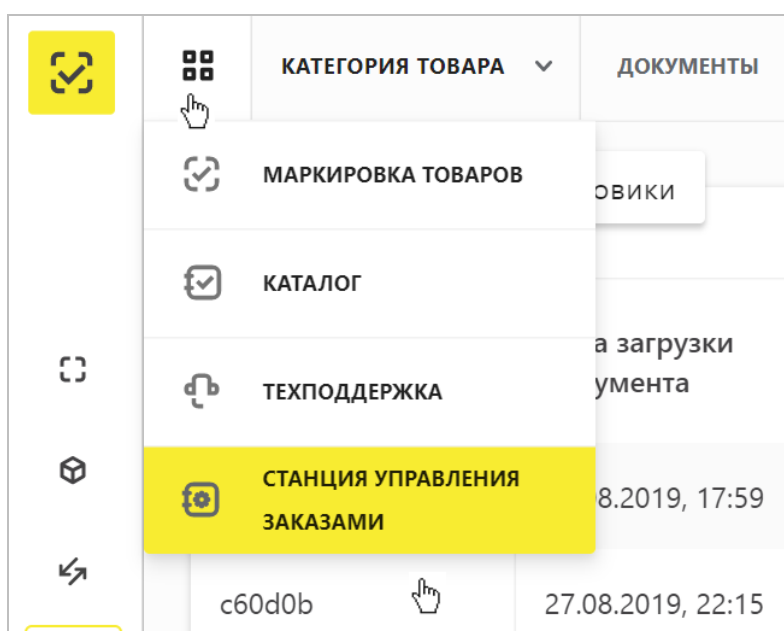 КАТЕГОРИЯ ТОВАРА
ДОКУМЕНТЫ
МАРКИРОВКА ТОВАРОВ
овики
КАТАЛОГ
а загрузки
умента
ТЕХПОДДЕРЖКА
СТАНЦИЯ УПРАВЛЕНИЯ
ЗАКАЗАМИ
8.2019, 17:59
c60d0b
27.08.2019, 22:15